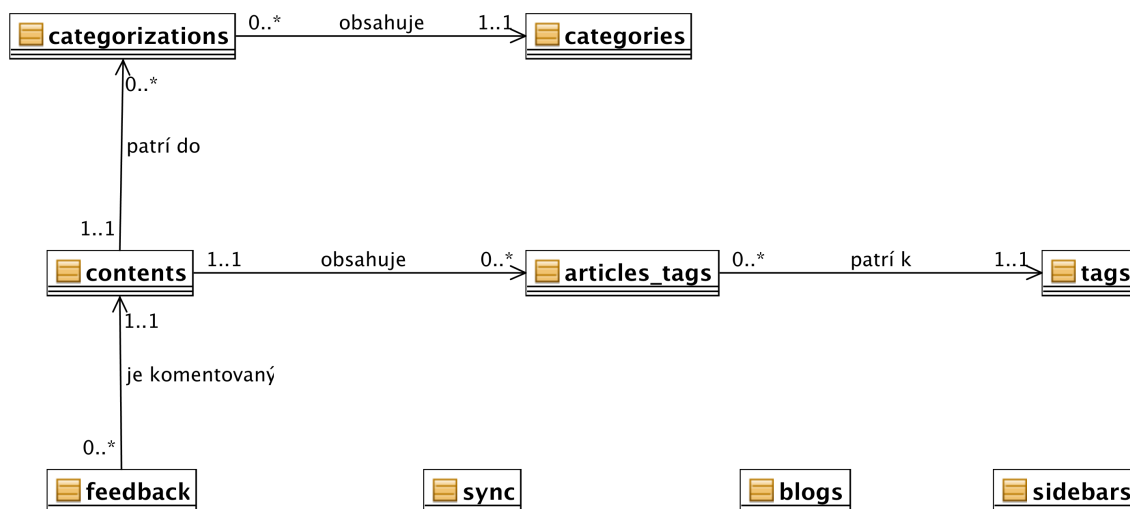 categorizations 0..* obsahuje 1..1 categories
0..*
patrí do
1..1
contents 1..1 obsahuje 0..* articles_tags 0..* patrí k 1..1 tags
1..1
je komentovaný
0..*
feedback sync blogs sidebars